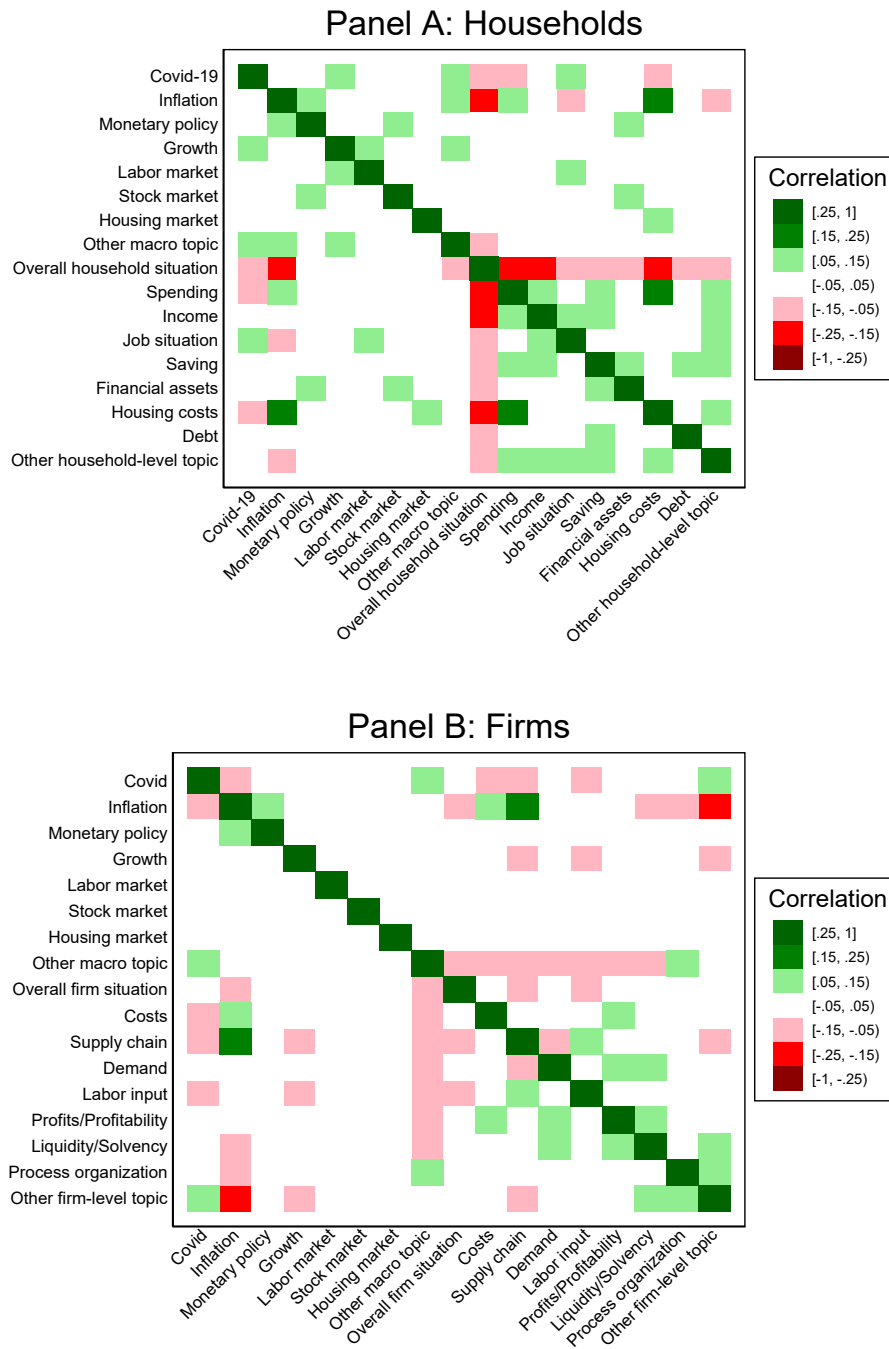 Panel A: Households
Covid-19
Inflation
Monetary policy
Growth
Labor market
Stock market
Housing market
Other macro topic
Overall household situation
Spending
Income
Job situation
Saving
Financial assets
Housing costs
Debt
Other household-level topic
Covid-19
Inflation
Monetary policy
Growth
Labor market
Stock market
Housing market
Other macro topic
Overall household situation
Spending
Income
Job situation
Saving
Financial assets
Housing costs
Debt
Other household-level topic
Correlation
[.25, 1]
[.15, .25)
[.05, .15)
[-.05, .05)
[-.15, -.05)
[-.25, -.15)
[-1, -.25)
Panel B: Firms
Covid
Inflation
Monetary policy
Growth
Labor market
Stock market
Housing market
Other macro topic
Overall firm situation
Costs
Supply chain
Demand
Labor input
Profits/Profitability
Liquidity/Solvency
Process organization
Other firm-level topic
Covid
Inflation
Monetary policy
Growth
Labor market
Stock market
Housing market
Other macro topic
Overall firm situation
Costs
Supply chain
Demand
Labor input
Profits/Profitability
Liquidity/Solvency
Process organization
Other firm-level topic
Correlation
[.25, 1]
[.15, .25)
[.05, .15)
[-.05, .05)
[-.15, -.05)
[-.25, -.15)
[-1, -.25)